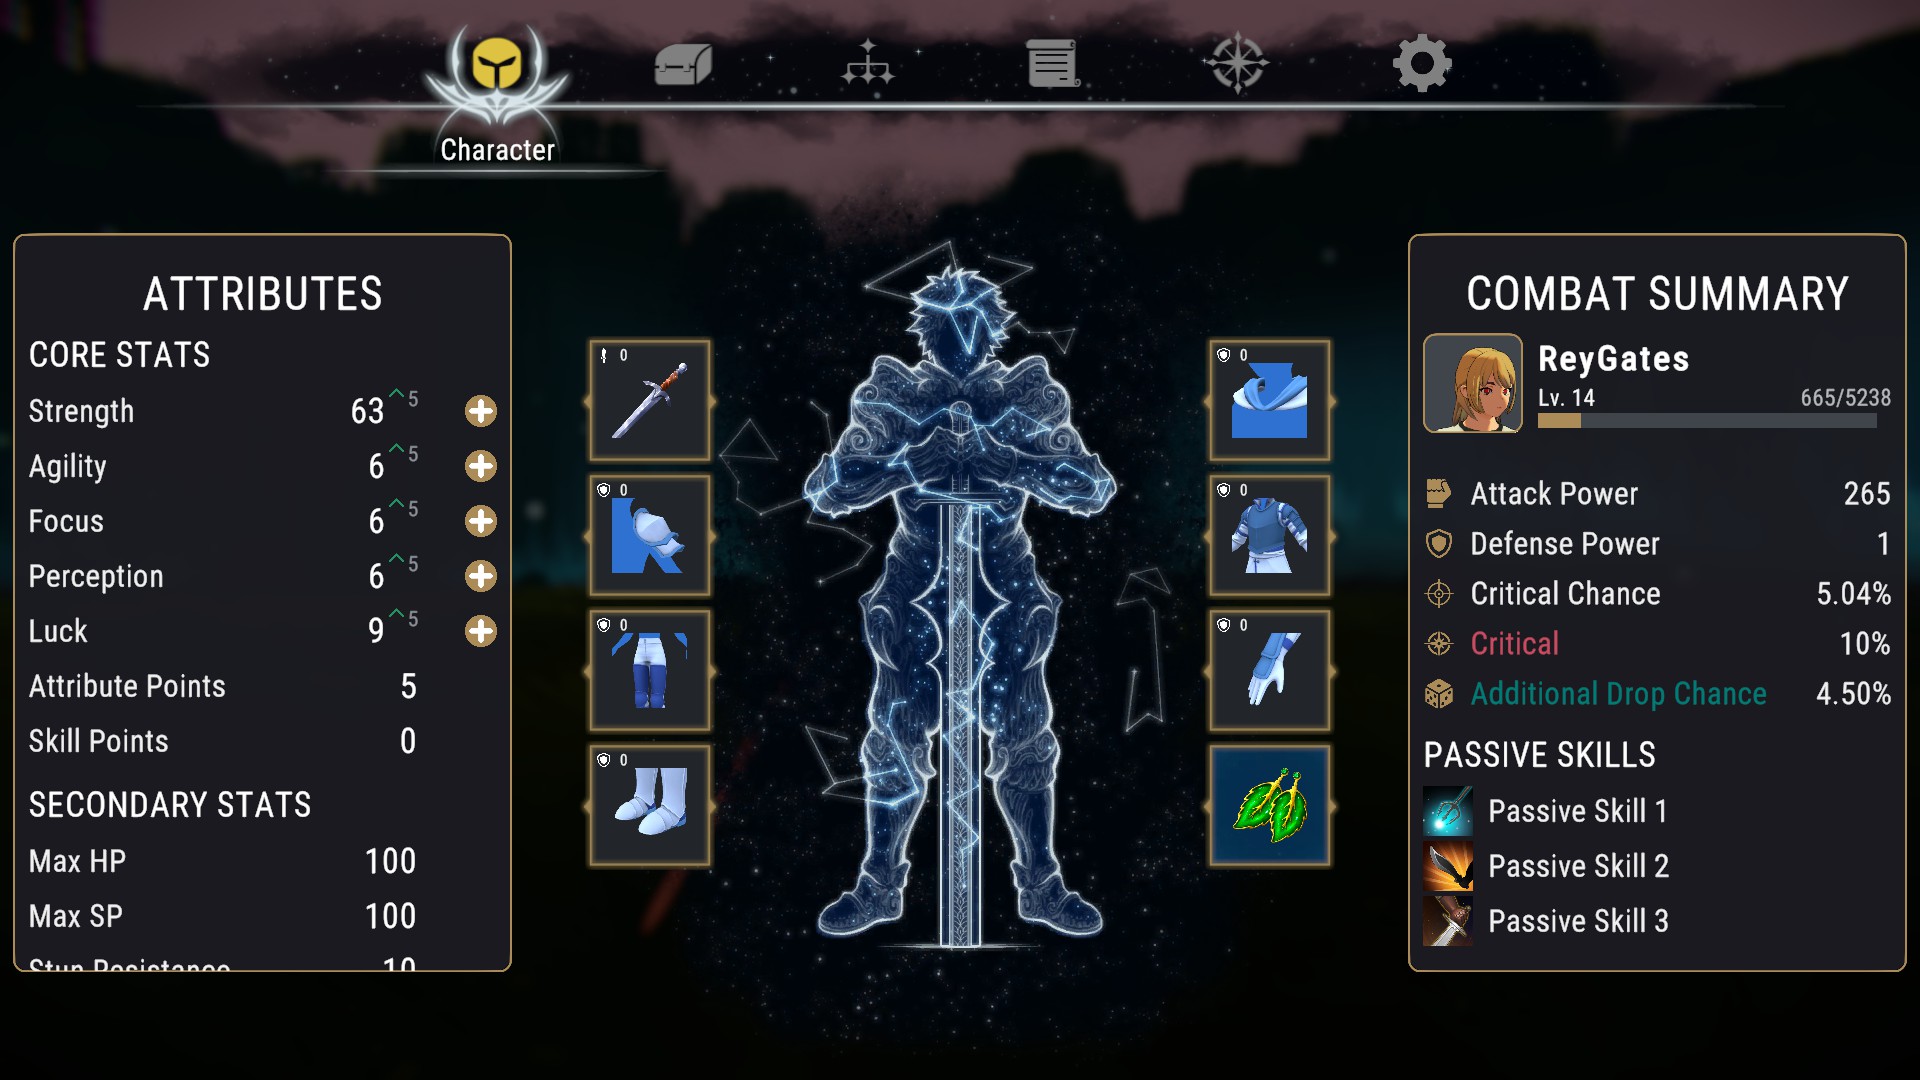 Character
ATTRIBUTES
CORE STATS
Strength 63 5
Agility 6 5
Focus 6 5
Perception 6 5
Luck 9 5
Attribute Points 5
Skill Points 0
SECONDARY STATS
Max HP 100
Max SP 100
Stun Resistance 10
0
0
0
0
0
0
0
COMBAT SUMMARY
ReyGates
Lv. 14 665/5238
Attack Power 265
Defense Power 1
Critical Chance 5.04%
Critical 10%
Additional Drop Chance 4.50%
PASSIVE SKILLS
Passive Skill 1
Passive Skill 2
Passive Skill 3